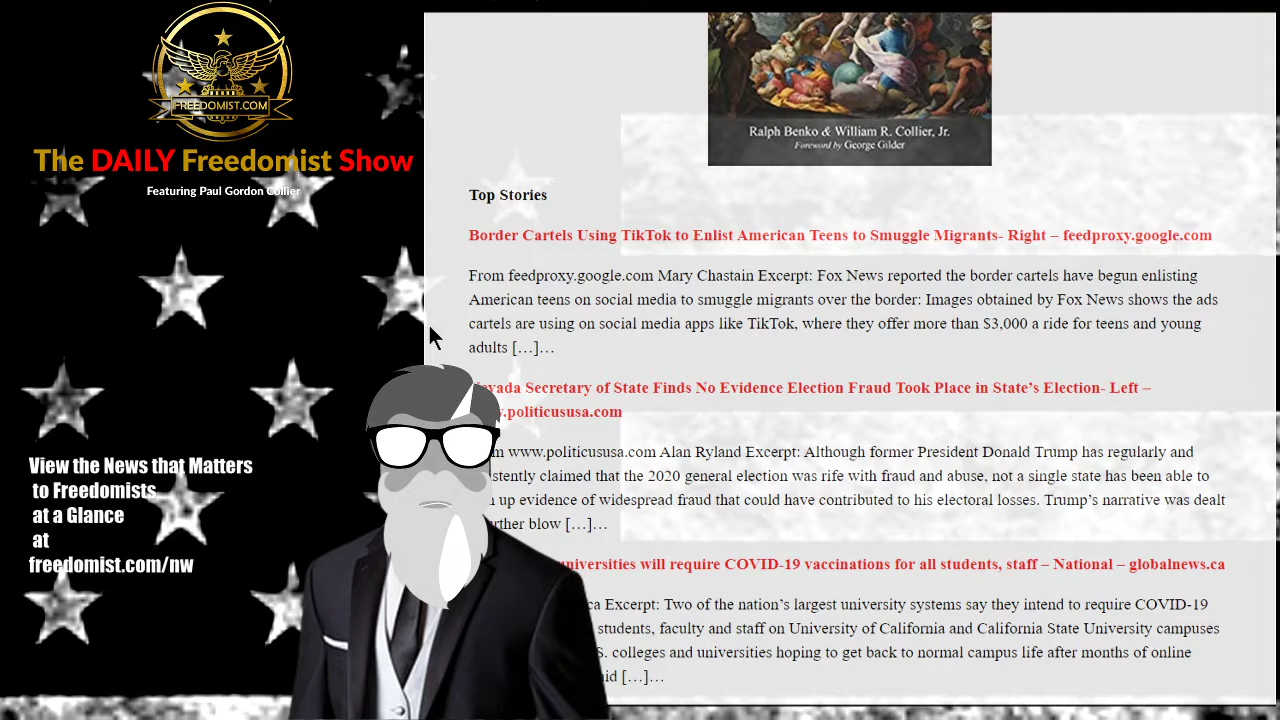 FREEDOMIST.COM
The DAILY Freedomist Show
Featuring Paul Gordon Collier
View the News that Matters
to Freedomists
at a Glance
at
freedomist.com/nw
Ralph Benko & William R. Collier, Jr.
Foreword by George Gilder
Top Stories
Border Cartels Using TikTok to Enlist American Teens to Smuggle Migrants- Right – feedproxy.google.com
From feedproxy.google.com Mary Chastain Excerpt: Fox News reported the border cartels have begun enlisting
American teens on social media to smuggle migrants over the border: Images obtained by Fox News shows the ads
cartels are using on social media apps like TikTok, where they offer more than $3,000 a ride for teens and young
adults […]…
Secretary of State Finds No Evidence Election Fraud Took Place in State’s Election- Left –
.politicususa.com
www.politicususa.com Alan Ryland Excerpt: Although former President Donald Trump has regularly and
claimed that the 2020 general election was rife with fraud and abuse, not a single state has been able to
up evidence of widespread fraud that could have contributed to his electoral losses. Trump’s narrative was dealt
blow […]…
universities will require COVID-19 vaccinations for all students, staff – National – globalnews.ca
Excerpt: Two of the nation’s largest university systems say they intend to require COVID-19
students, faculty and staff on University of California and California State University campuses
colleges and universities hoping to get back to normal campus life after months of online
[…]…